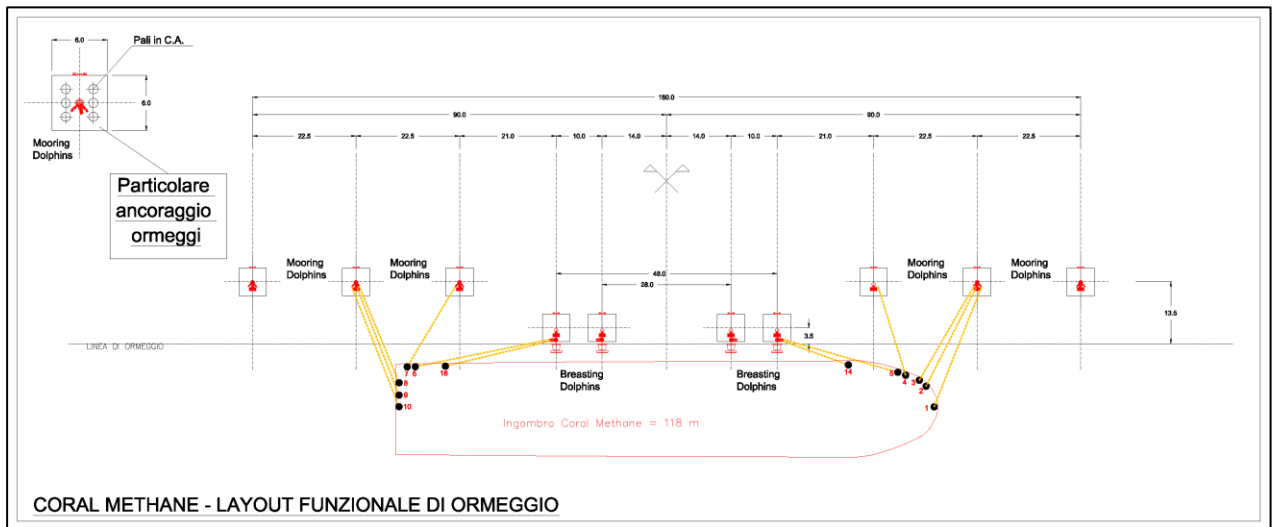 6.0
Pali in C.A.
6.0
Mooring
Dolphins
Particolare
ancoraggio
ormeggi
180.0
90.0 90.0
22.5 22.5 21.0 10.0 14.0 14.0 10.0 21.0 22.5 22.5
Mooring
Dolphins
Mooring
Dolphins
Mooring
Dolphins
Mooring
Dolphins
48.0
28.0
13.5
3.5
LINEA DI ORMEGGIO
Breasting
Dolphins
Breasting
Dolphins
7 6 18 14 5 4 3 2 1
8
9
10
Ingombro Coral Methane = 118 m
CORAL METHANE - LAYOUT FUNZIONALE DI ORMEGGIO